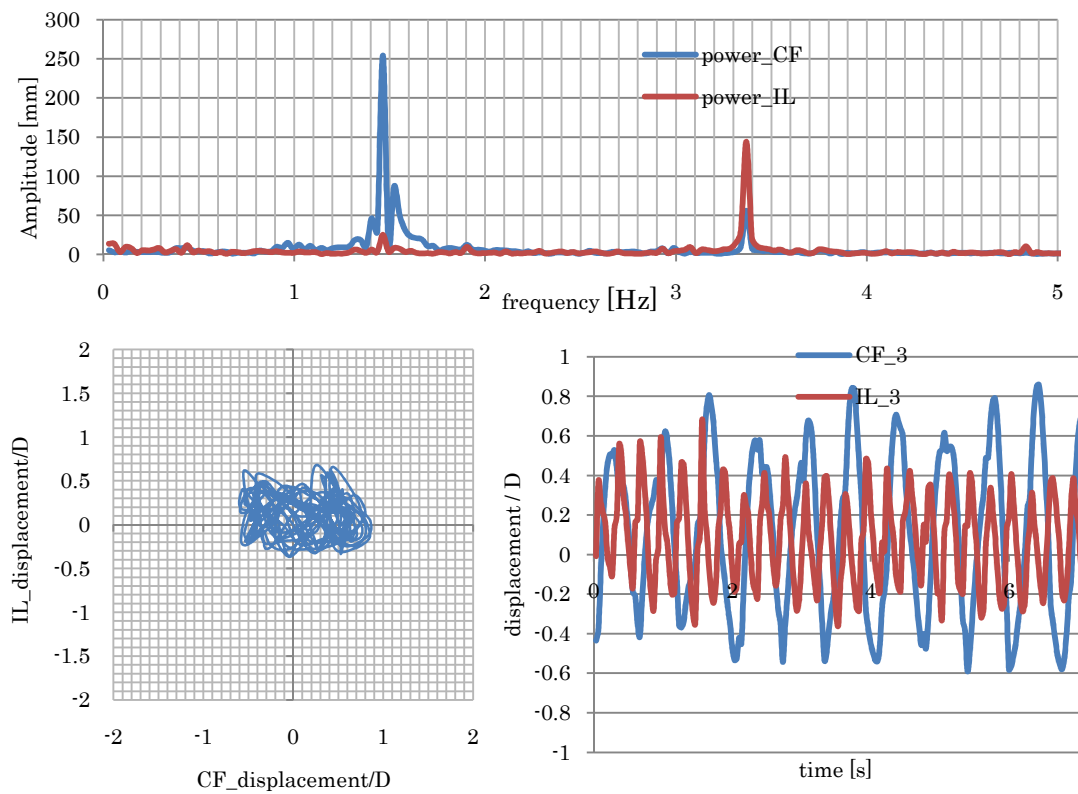 300
250
200
150
100
50
0
Amplitude [mm]
power_CF
power_IL
0 1 2 3 4 5
frequency [Hz]
2
1.5
1
0.5
0
-0.5
-1
-1.5
-2
IL_displacement/D
-2 -1 0 1 2
CF_displacement/D
1
0.8
0.6
0.4
0.2
0
-0.2
-0.4
-0.6
-0.8
-1
displacement / D
CF_3
IL_3
0 2 4 6
time [s]